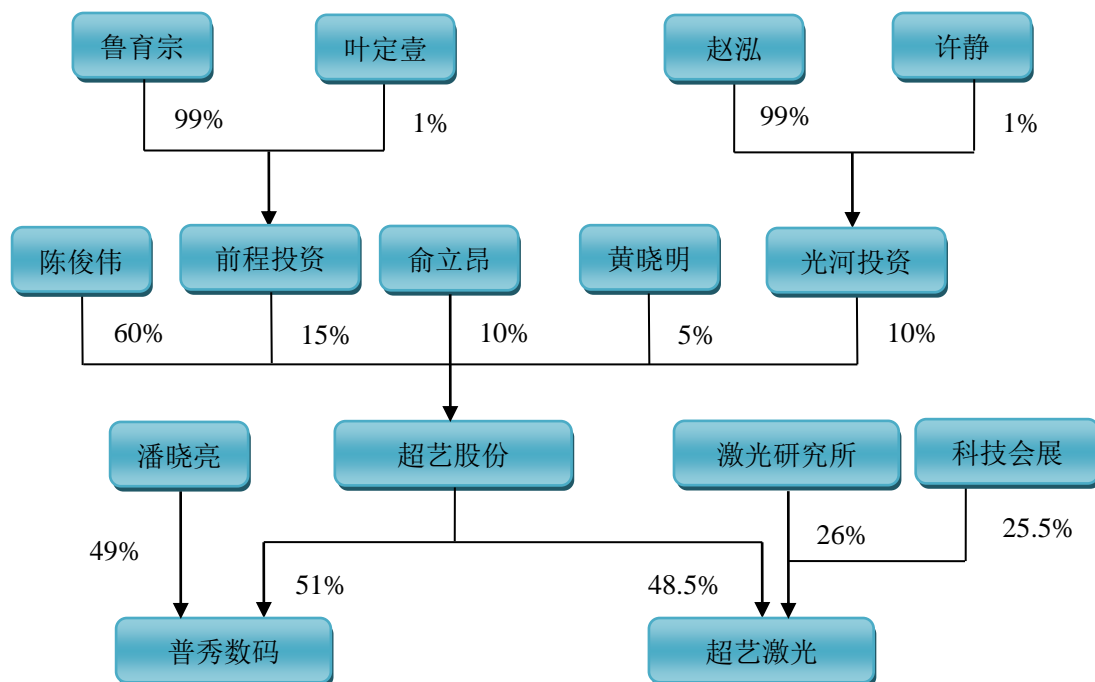 鲁育宗 叶定壹 赵泓 许静
99% 1% 99% 1%
陈俊伟 前程投资 俞立昂 黄晓明 光河投资
60% 15% 10% 5% 10%
潘晓亮 超艺股份 激光研究所 科技会展
49% 51% 48.5% 26% 25.5%
普秀数码 超艺激光